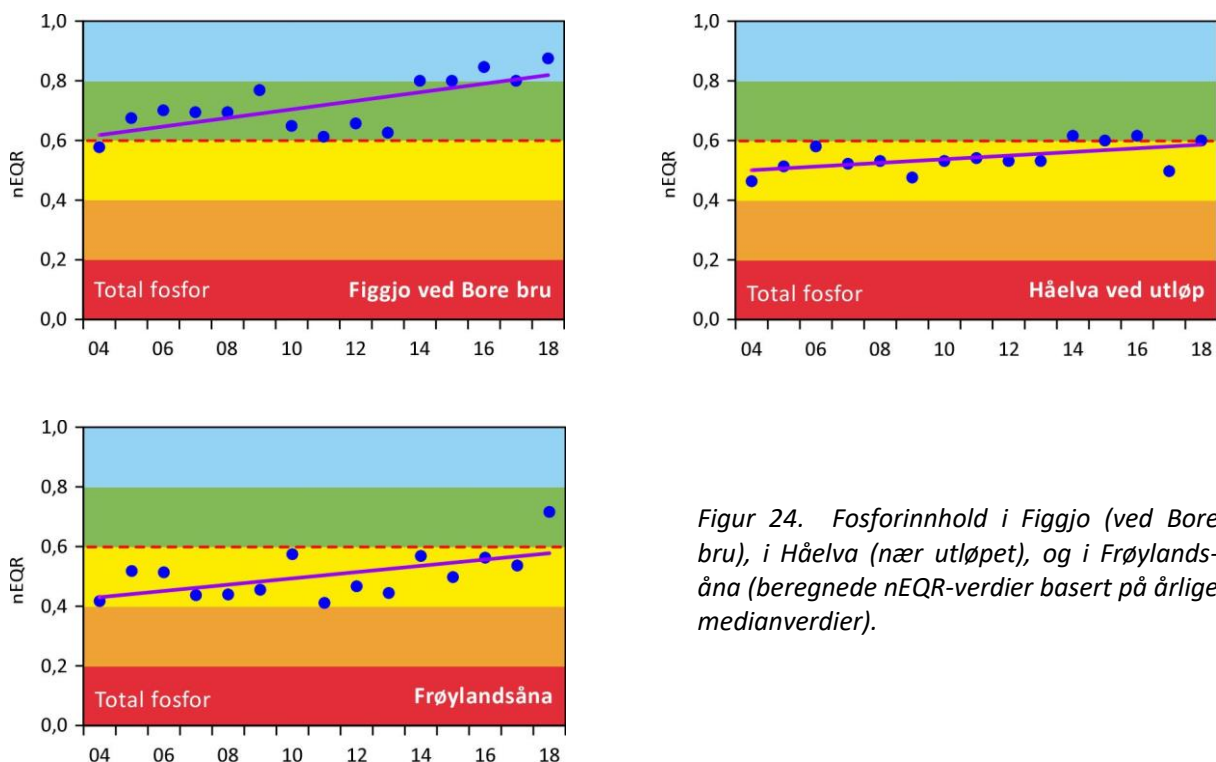 1,0
0,8
0,6
0,4
0,2
0,0
nEQR
Total fosfor
Figgjo ved Bore bru
04 06 08 10 12 14 16 18
1,0
0,8
0,6
0,4
0,2
0,0
nEQR
Total fosfor
Håelva ved utløp
04 06 08 10 12 14 16 18
1,0
0,8
0,6
0,4
0,2
0,0
nEQR
Total fosfor
Frøylandsåna
04 06 08 10 12 14 16 18
Figur 24. Fosforinnhold i Figgjo (ved Bore
bru), i Håelva (nær utløpet), og i Frøylands-
åna (beregnede nEQR-verdier basert på årlige
medianverdier).